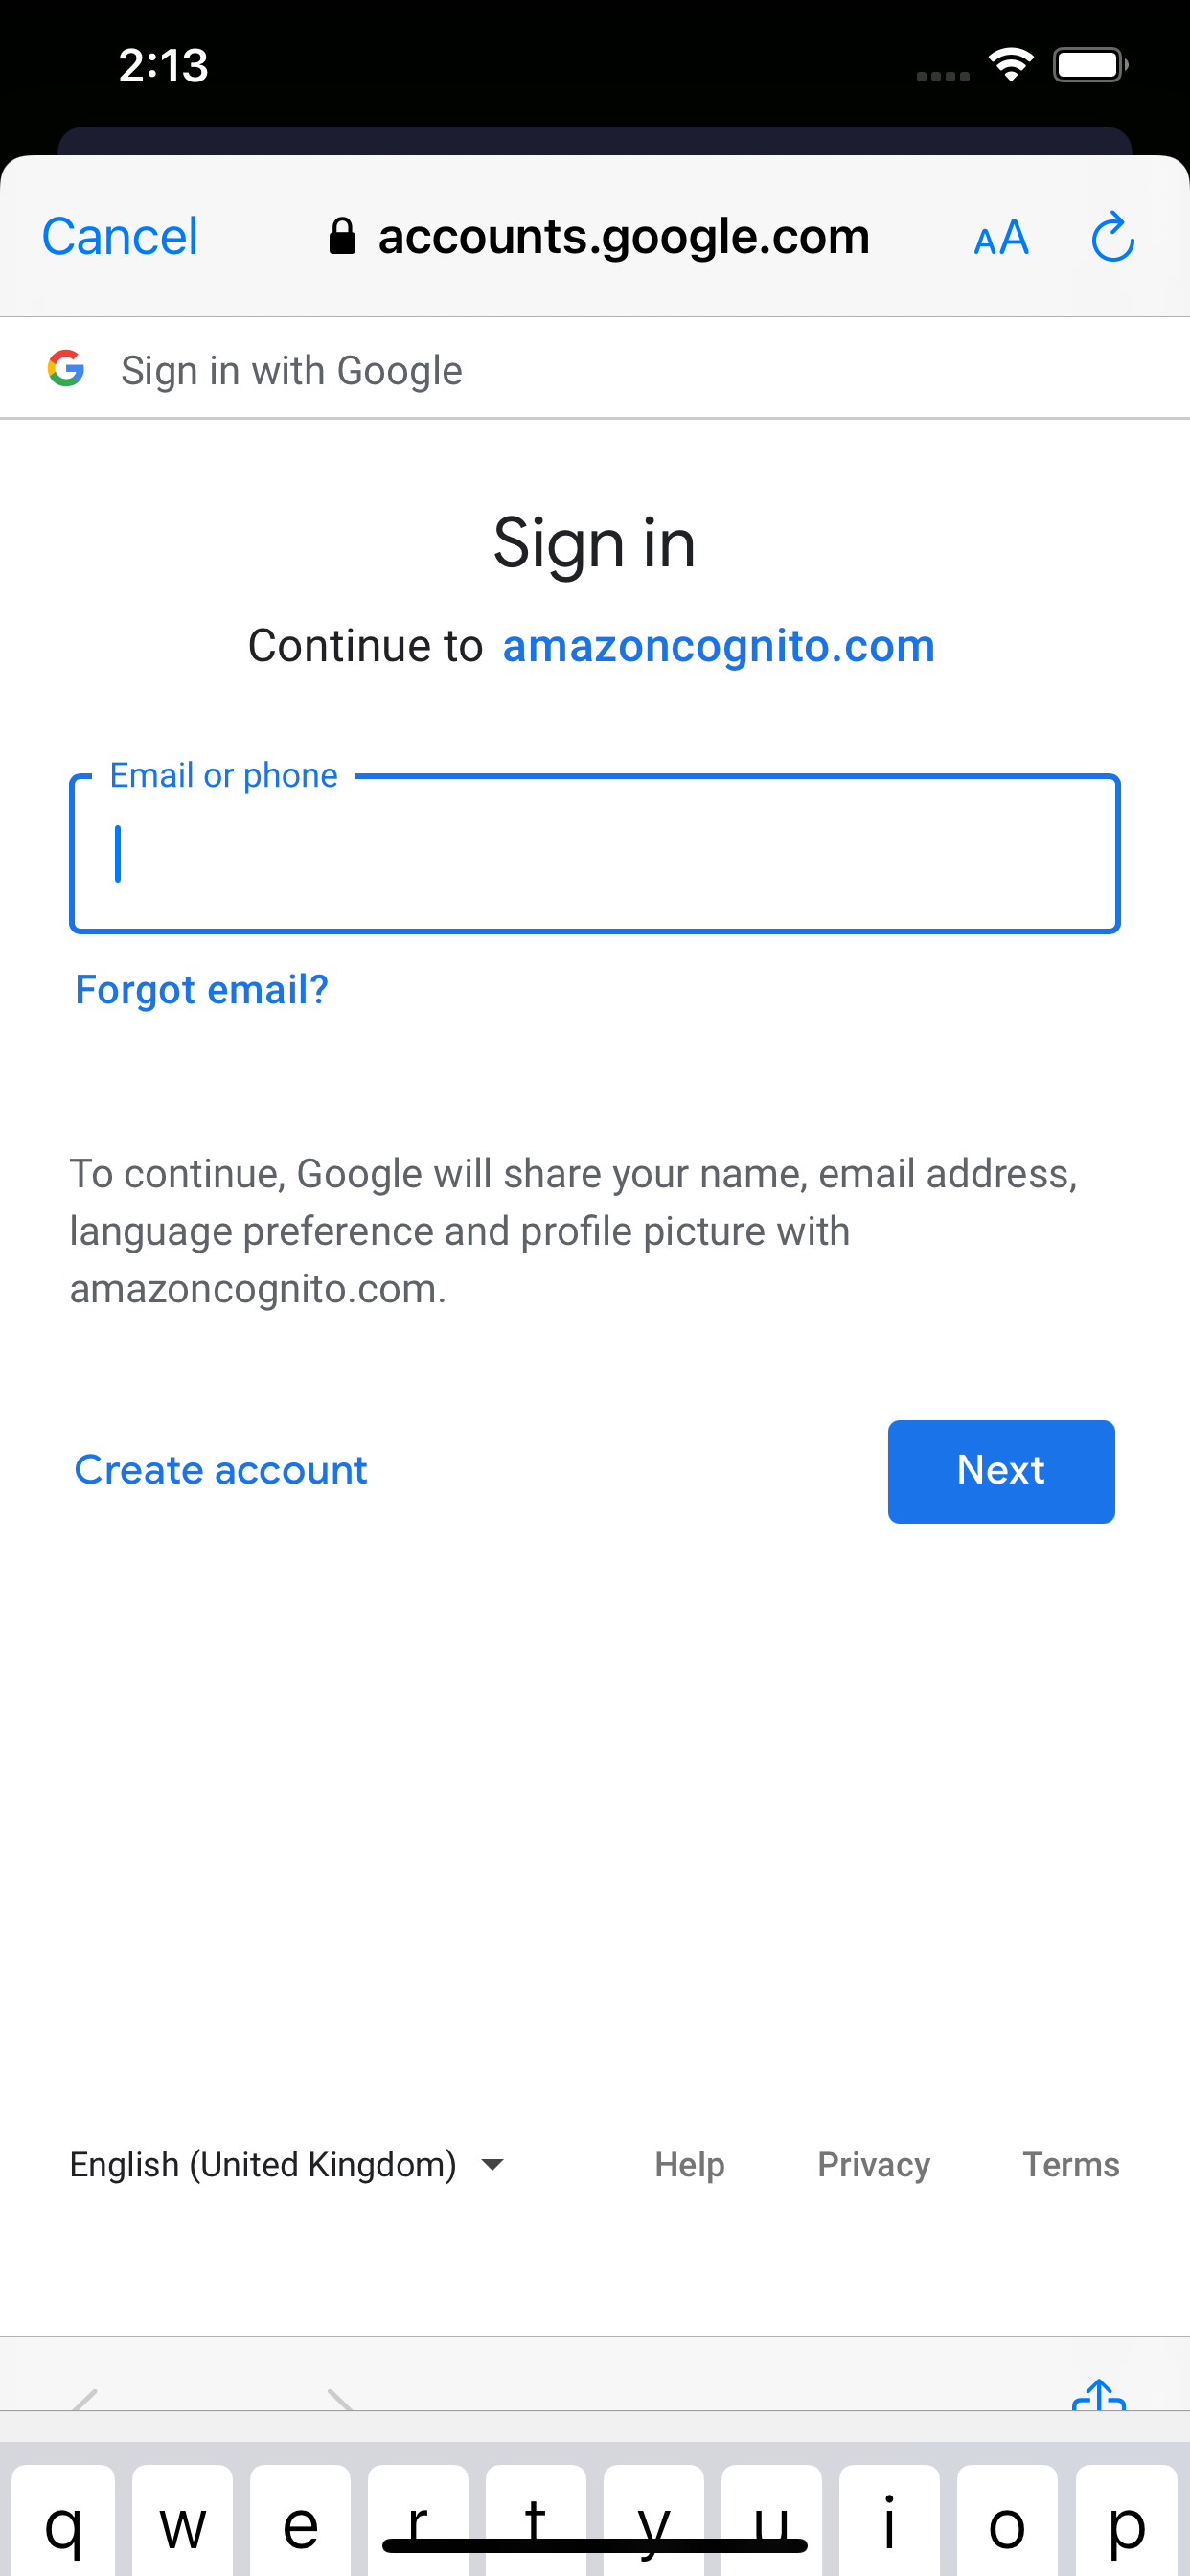 2:13
Cancel accounts.google.com AA
Sign in with Google
Sign in
Continue to amazoncognito.com
Email or phone
Forgot email?
To continue, Google will share your name, email address,
language preference and profile picture with
amazoncognito.com.
Create account Next
English (United Kingdom) Help Privacy Terms
q w e r t y u i o p